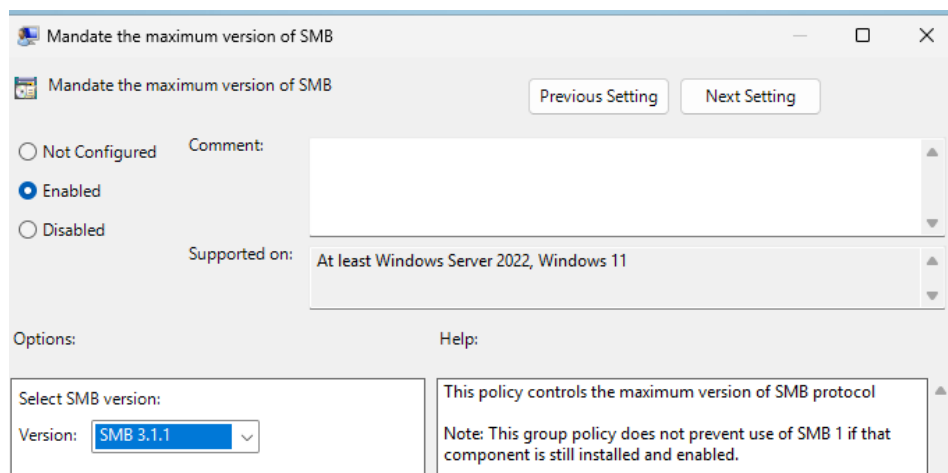 Mandate the maximum version of SMB
Mandate the maximum version of SMB
Previous Setting
Next Setting
Not Configured
Comment:
Enabled
Disabled
Supported on:
At least Windows Server 2022, Windows 11
Options:
Help:
Select SMB version:
Version: SMB 3.1.1
This policy controls the maximum version of SMB protocol
Note: This group policy does not prevent use of SMB 1 if that
component is still installed and enabled.